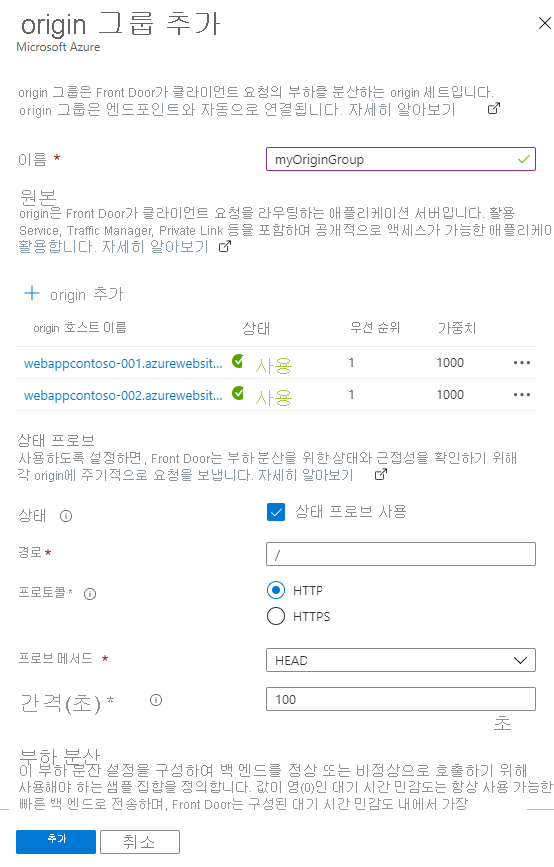 origin 그룹 추가
Microsoft Azure
origin 그룹은 Front Door가 클라이언트 요청의 부하를 분산하는 origin 세트입니다.
origin 그룹은 엔드포인트와 자동으로 연결됩니다. 자세히 알아보기
이름 *
myOriginGroup
원본
origin은 Front Door가 클라이언트 요청을 라우팅하는 애플리케이션 서버입니다. 활용
Service, Traffic Manager, Private Link 등을 포함하여 공개적으로 액세스가 가능한 애플리케이
활용합니다. 자세히 알아보기
+ origin 추가
origin 호스트 이름 상태 우선 순위 가중치
webappcontoso-001.azurewebsit... 사용 1 1000 ...
webappcontoso-002.azurewebsit... 사용 1 1000 ...
상태 프로브
사용하도록 설정하면, Front Door는 부하 분산을 위한 상태와 근접성을 확인하기 위해
각 origin에 주기적으로 요청을 보냅니다. 자세히 알아보기
상태 상태 프로브 사용
경로 * /
프로토콜 * HTTP
HTTPS
프로브 메서드 * HEAD
간격(초) * 100
초
부하 분산
이 부하 분산 설정을 구성하여 백 엔드를 정상 또는 비정상으로 호출하기 위해
사용해야 하는 샘플 집합을 정의합니다. 값이 영(0)인 대기 시간 민감도는 항상 사용 가능한
빠른 백 엔드로 전송하며, Front Door는 구성된 대기 시간 민감도 내에서 가장
추가 취소